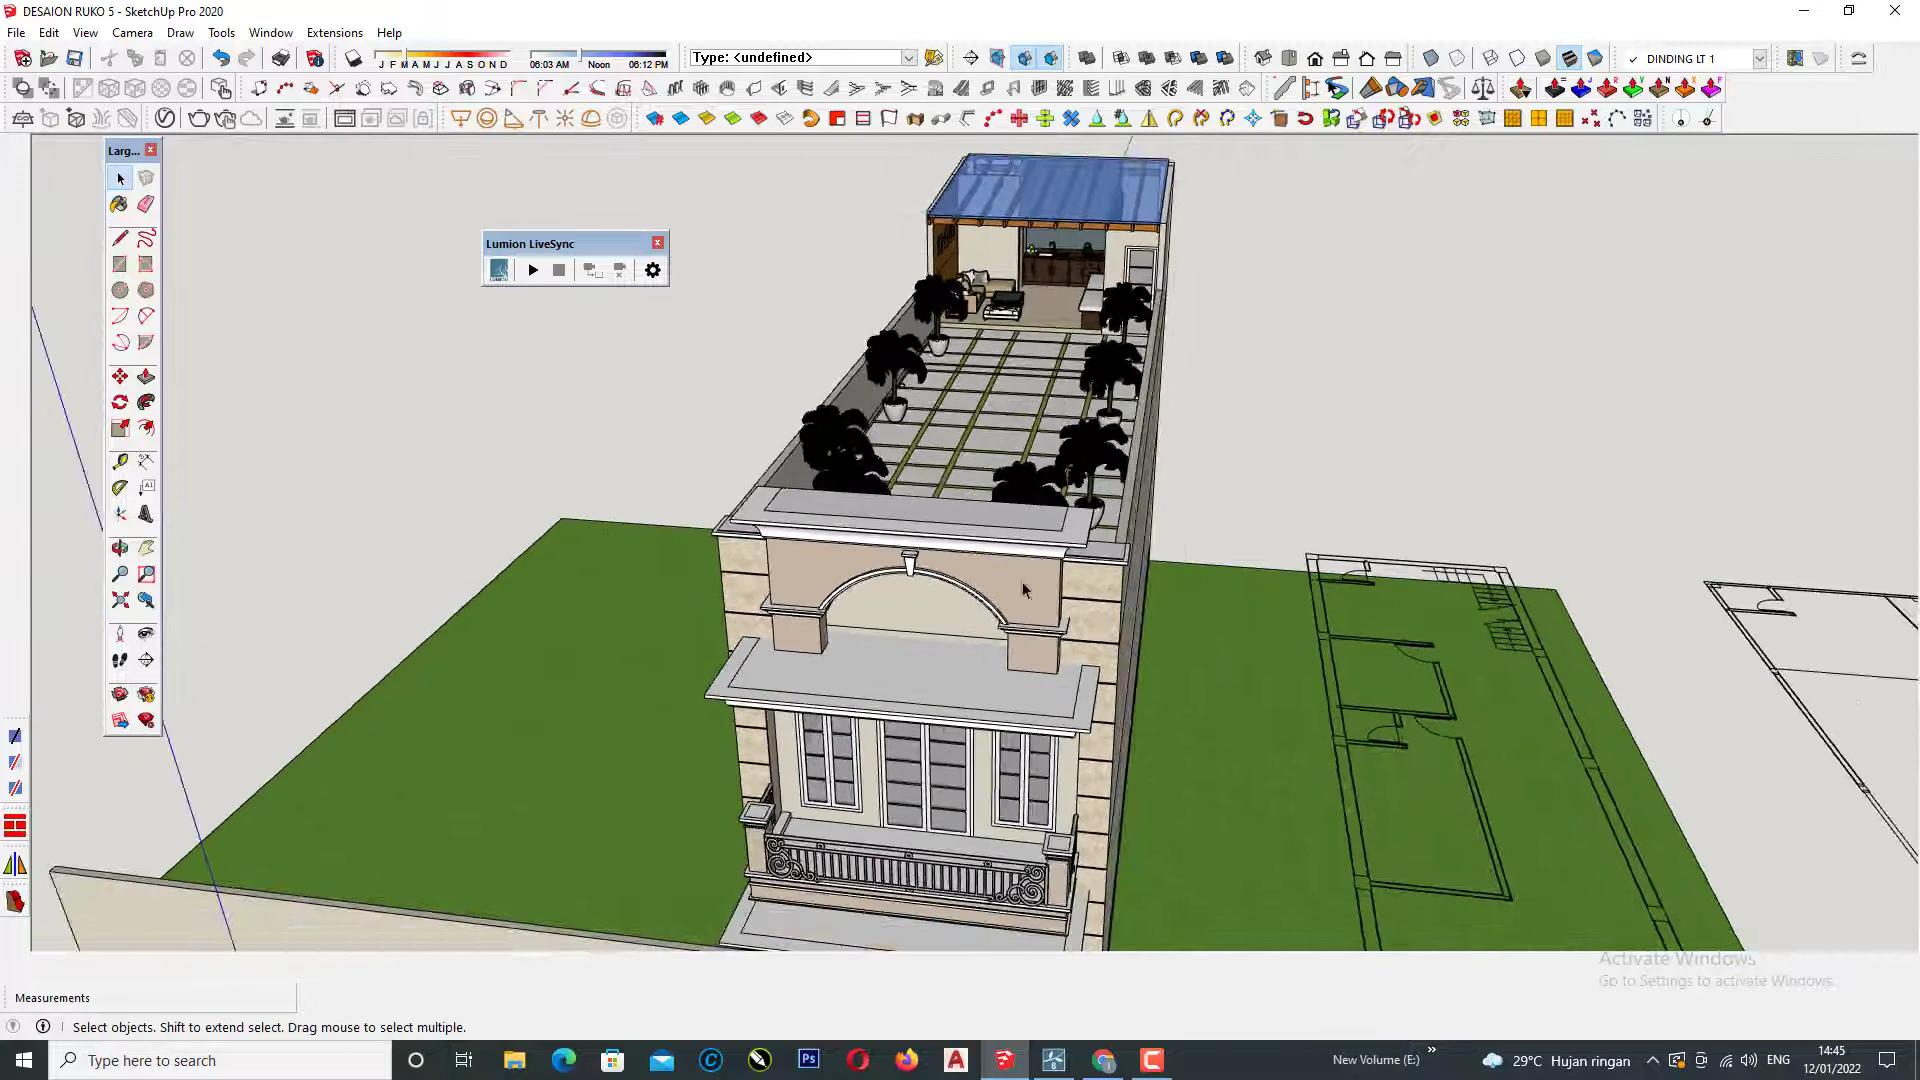 DESAION RUKO 5 - SketchUp Pro 2020
File Edit View Camera Draw Tools Window Extensions Help
J F M A M J J A S O N D
06:03 AM Noon 06:12 PM
Type: <undefined>
DINDING LT 1
Larg...
Lumion LiveSync
Activate Windows
Go to Settings to activate Windows.
Measurements
Select objects. Shift to extend select. Drag mouse to select multiple.
Type here to search
New Volume (E:)
29°C Hujan ringan
ENG
14:45
12/01/2022